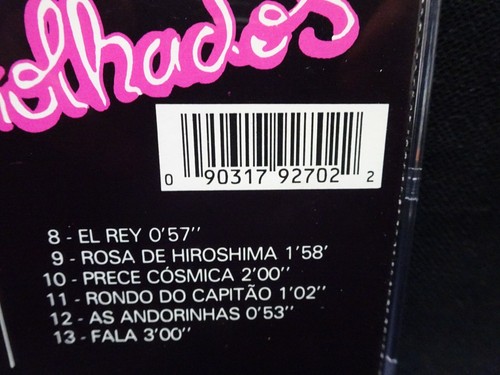 olhados
0 90317 92702 2
8 - EL REY 0'57''
9 - ROSA DE HIROSHIMA 1'58'
10 - PRECE CÓSMICA 2'00''
11 - RONDO DO CAPITÃO 1'02''
12 - AS ANDORINHAS 0'53''
13 - FALA 3'00''